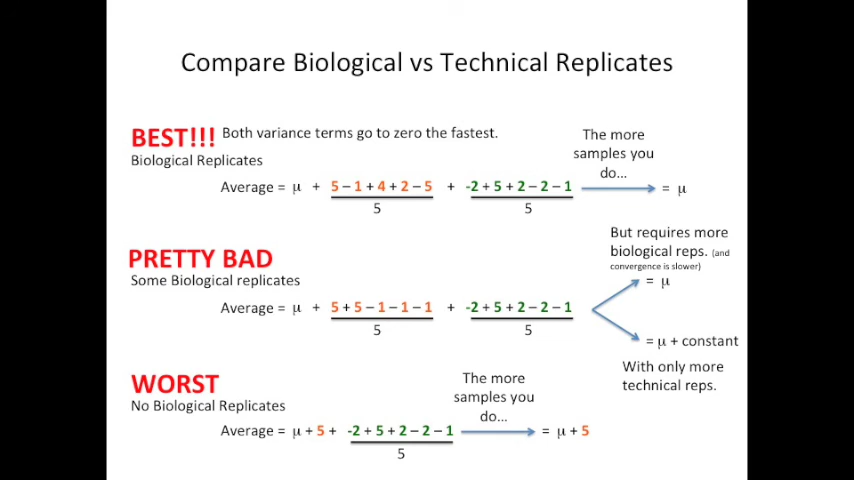 Compare Biological vs Technical Replicates
BEST!!! Both variance terms go to zero the fastest.
Biological Replicates
The more
samples you
do...
Average = μ + 5 – 1 + 4 + 2 – 5 + -2 + 5 + 2 – 2 – 1 = μ
5 5
PRETTY BAD
Some Biological replicates
But requires more
biological reps. (and
convergence is slower)
= μ
Average = μ + 5 + 5 – 1 – 1 – 1 + -2 + 5 + 2 – 2 – 1
5 5
= μ + constant
With only more
technical reps.
WORST
No Biological Replicates
The more
samples you
do...
Average = μ + 5 + -2 + 5 + 2 – 2 – 1 = μ + 5
5